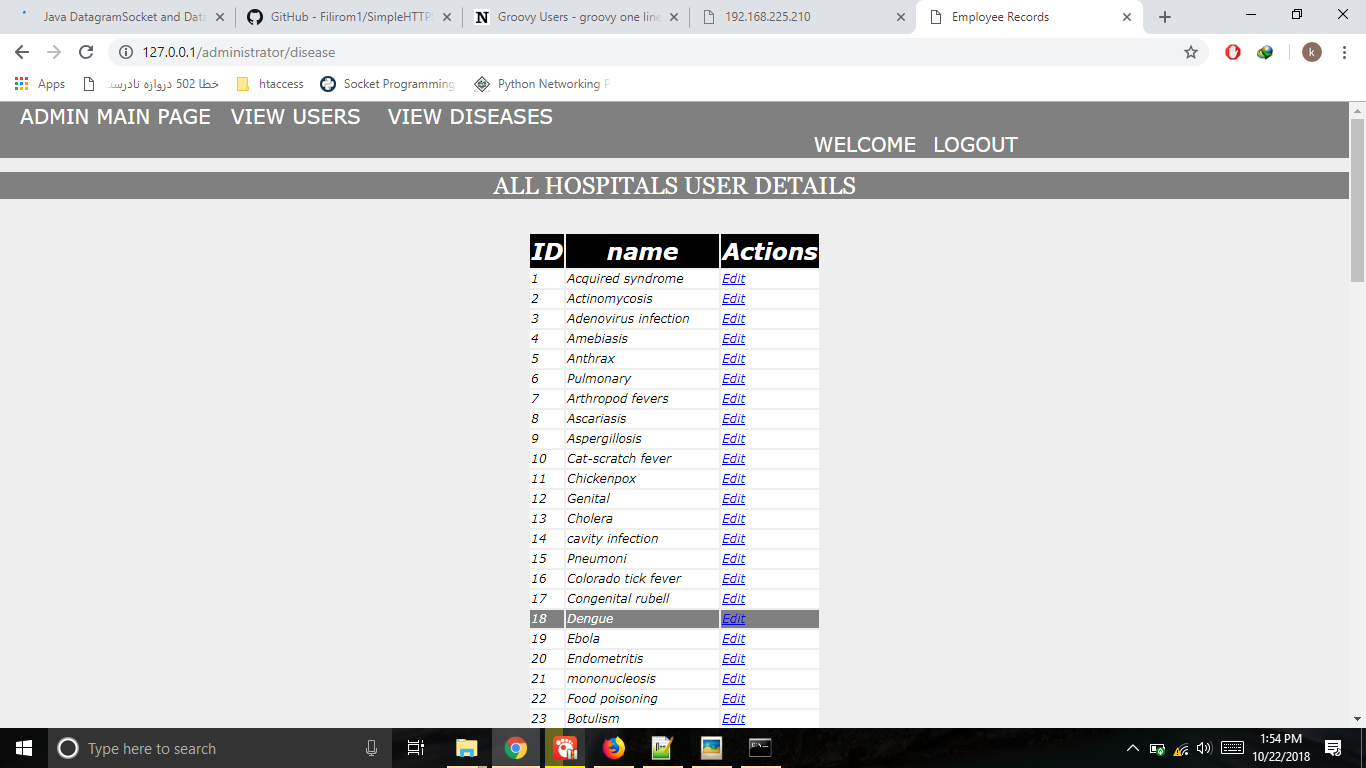 Java DatagramSocket and Data
GitHub - Filirom1/SimpleHTTPS
Groovy Users - groovy one line
192.168.225.210
Employee Records
127.0.0.1/administrator/disease
k
Apps
خطا 502 دروازه نادرست
htaccess
Socket Programming
Python Networking P
ADMIN MAIN PAGE VIEW USERS VIEW DISEASES
WELCOME LOGOUT
ALL HOSPITALS USER DETAILS
ID name Actions
1 Acquired syndrome Edit
2 Actinomycosis Edit
3 Adenovirus infection Edit
4 Amebiasis Edit
5 Anthrax Edit
6 Pulmonary Edit
7 Arthropod fevers Edit
8 Ascariasis Edit
9 Aspergillosis Edit
10 Cat-scratch fever Edit
11 Chickenpox Edit
12 Genital Edit
13 Cholera Edit
14 cavity infection Edit
15 Pneumoni Edit
16 Colorado tick fever Edit
17 Congenital rubell Edit
18 Dengue Edit
19 Ebola Edit
20 Endometritis Edit
21 mononucleosis Edit
22 Food poisoning Edit
23 Botulism Edit
Type here to search
1:54 PM
10/22/2018